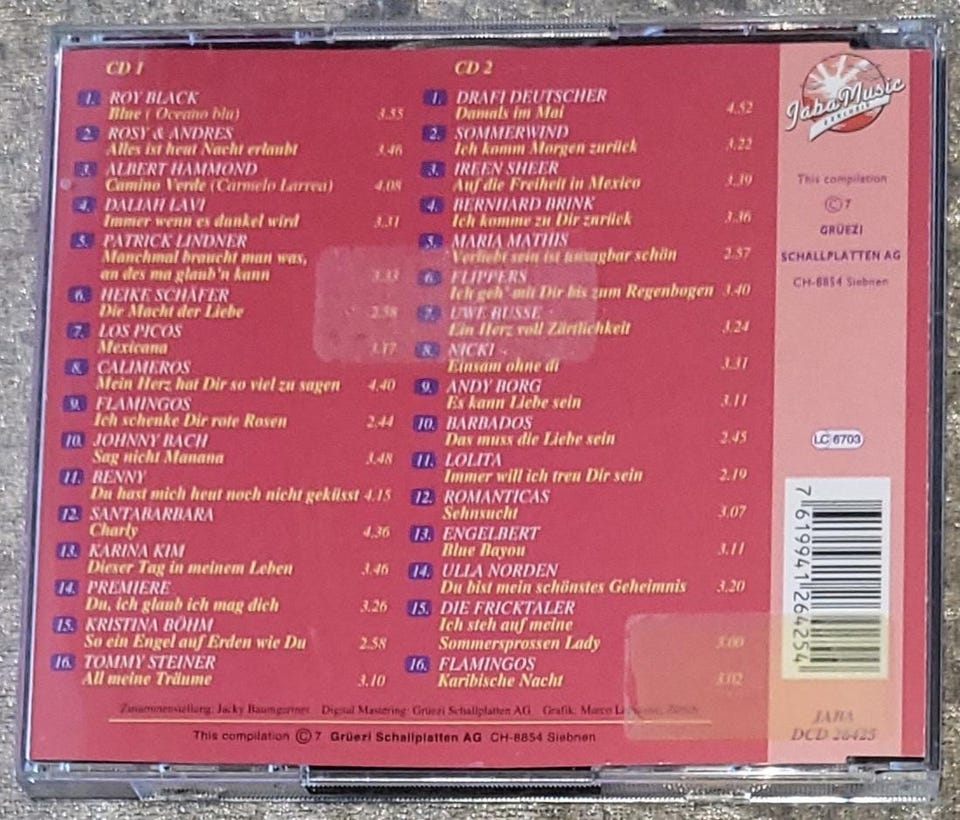 CD 1
1. ROY BLACK
Blue ( Oceano blu) 3.55
2. ROSY & ANDRES
Alles ist heut Nacht erlaubt 3.46
3. ALBERT HAMMOND
Camino Verde (Carmelo Larrea) 4.08
4. DALIAH LAVI
Immer wenn es dunkel wird 3.31
5. PATRICK LINDNER
Manchmal braucht man was,
an des ma glaub'n kann 3.33
6. HEIKE SCHÄFER
Die Macht der Liebe 2.58
7. LOS PICOS
Mexicana 3.17
8. CALIMEROS
Mein Herz hat Dir so viel zu sagen 4.40
9. FLAMINGOS
Ich schenke Dir rote Rosen 2.44
10. JOHNNY BACH
Sag nicht Manana 3.48
11. BENNY
Du hast mich heut noch nicht geküsst 4.15
12. SANTABARBARA
Charly 4.36
13. KARINA KIM
Dieser Tag in meinem Leben 3.46
14. PREMIERE
Du, ich glaub ich mag dich 3.26
15. KRISTINA BÖHM
So ein Engel auf Erden wie Du 2.58
16. TOMMY STEINER
All meine Träume 3.10
CD 2
1. DRAFI DEUTSCHER
Damals im Mai 4.52
2. SOMMERWIND
Ich komm Morgen zurück 3.22
3. IREEN SHEER
Auf die Freiheit in Mexico 3.39
4. BERNHARD BRINK
Ich komme zu Dir zurück 3.36
5. MARIA MATHIS
Verliebt sein ist unsagbar schön 2.57
6. FLIPPERS
Ich geh' mit Dir bis zum Regenbogen 3.40
7. UWE BUSSE
Ein Herz voll Zärtlichkeit 3.24
8. NICKI
Einsam ohne di 3.31
9. ANDY BORG
Es kann Liebe sein 3.11
10. BARBADOS
Das muss die Liebe sein 2.45
11. LOLITA
Immer will ich treu Dir sein 2.19
12. ROMANTICAS
Sehnsucht 3.07
13. ENGELBERT
Blue Bayou 3.11
14. ULLA NORDEN
Du bist mein schönstes Geheimnis 3.20
15. DIE FRICKTALER
Ich steh auf meine
Sommersprossen Lady 3.00
16. FLAMINGOS
Karibische Nacht 3.02
Zusammenstellung: Jacky Baumgartner Digital Mastering: Grüezi Schallplatten AG Grafik: Marco
This compilation © 7 Grüezi Schallplatten AG CH-8854 Siebnen
Jaba Music
This compilation
© 7
GRÜEZI
SCHALLPLATTEN AG
CH-8854 Siebnen
LC 6703
7 619941 264254
JABA
DCD 26425